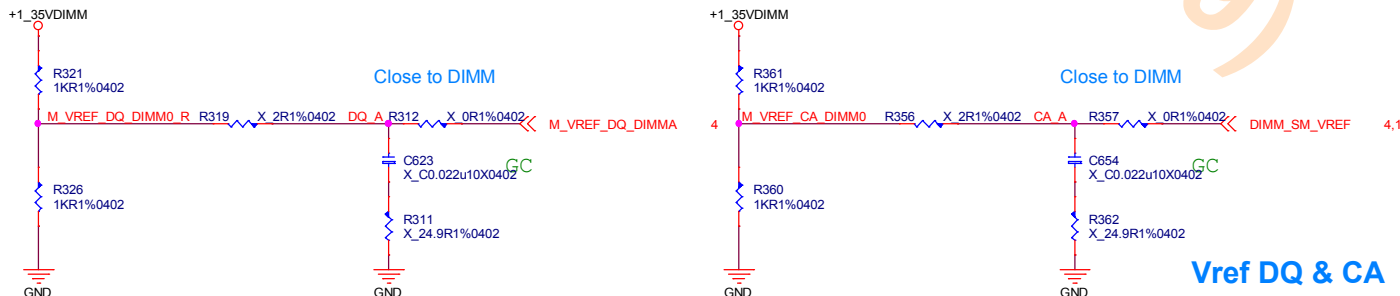 +1_35VDIMM
R321
1KR1%0402
Close to DIMM
M_VREF_DQ_DIMM0_R R319 X_2R1%0402 DQ_A R312 X_0R1%0402 M_VREF_DQ_DIMMA 4
C623
X_C0.022u10X0402
GC
R326
1KR1%0402
R311
X_24.9R1%0402
GND
GND
+1_35VDIMM
R361
1KR1%0402
Close to DIMM
M_VREF_CA_DIMM0 R356 X_2R1%0402 CA_A R357 X_0R1%0402 DIMM_SM_VREF 4,1
C654
X_C0.022u10X0402
GC
R360
1KR1%0402
R362
X_24.9R1%0402
GND
GND
Vref DQ & CA